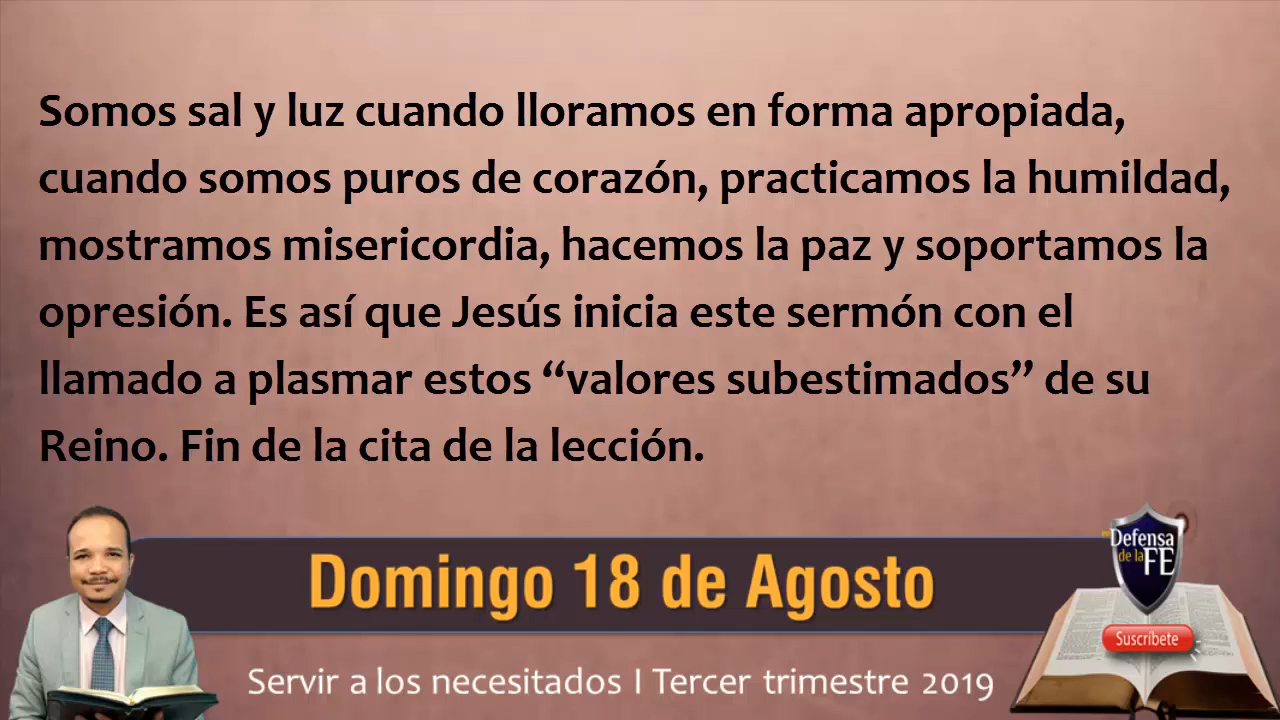 Somos sal y luz cuando lloramos en forma apropiada,
cuando somos puros de corazón, practicamos la humildad,
mostramos misericordia, hacemos la paz y soportamos la
opresión. Es así que Jesús inicia este sermón con el
llamado a plasmar estos “valores subestimados” de su
Reino. Fin de la cita de la lección.
Defensa
de la FE
Domingo 18 de Agosto
Suscríbete
Servir a los necesitados I Tercer trimestre 2019